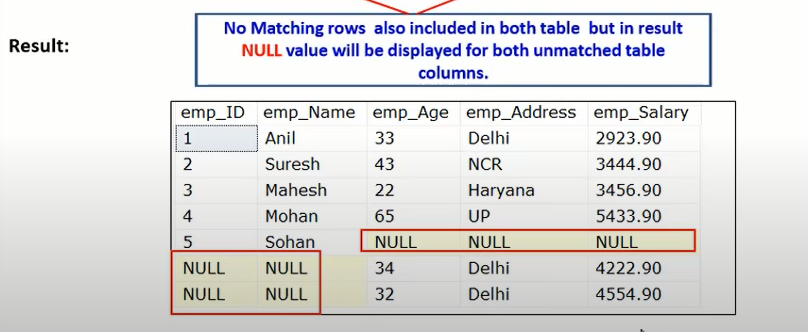 No Matching rows also included in both table but in result
Result:
NULL value will be displayed for both unmatched table
columns.
emp_ID emp_Name emp_Age emp_Address emp_Salary
1 Anil 33 Delhi 2923.90
2 Suresh 43 NCR 3444.90
3 Mahesh 22 Haryana 3456.90
4 Mohan 65 UP 5433.90
5 Sohan NULL NULL NULL
NULL NULL 34 Delhi 4222.90
NULL NULL 32 Delhi 4554.90